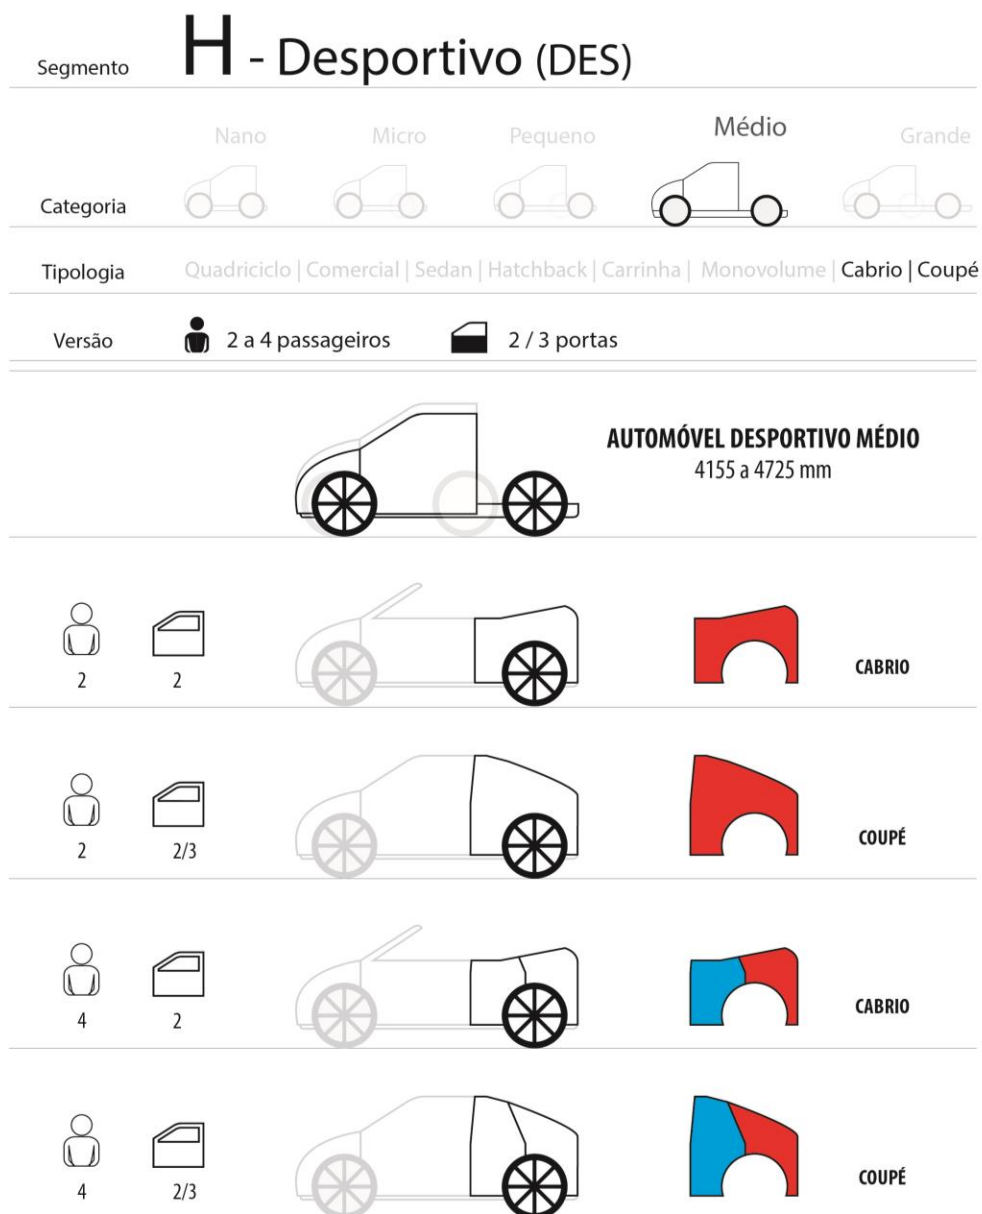 Segmento H - Desportivo (DES)
Nano Micro Pequeno Médio Grande
Categoria
Tipologia Quadriciclo | Comercial | Sedan | Hatchback | Carrinha | Monovolume | Cabrio | Coupé
Versão 2 a 4 passageiros 2 / 3 portas
AUTOMÓVEL DESPORTIVO MÉDIO
4155 a 4725 mm
2 2 CABRIO
2 2/3 COUPÉ
4 2 CABRIO
4 2/3 COUPÉ